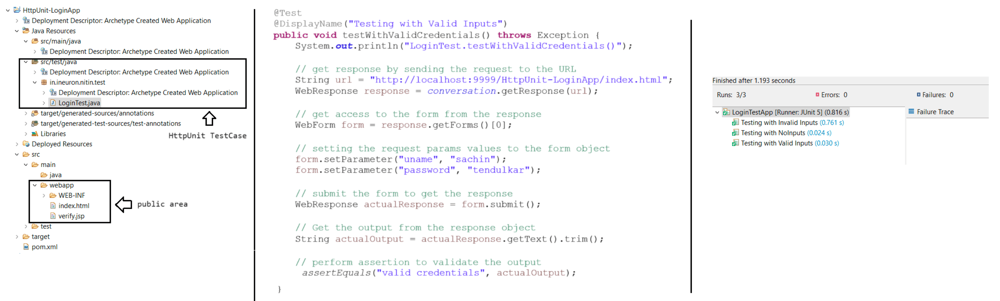 HttpUnit-LoginApp
Deployment Descriptor: Archetype Created Web Application
Java Resources
src/main/java
Deployment Descriptor: Archetype Created Web Application
src/test/java
Deployment Descriptor: Archetype Created Web Application
in.ineuron.nitin.test
Deployment Descriptor: Archetype Created Web Application
LoginTest.java
target/generated-sources/annotations
target/generated-test-sources/test-annotations
Libraries
HttpUnit TestCase
Deployed Resources
src
main
java
webapp
WEB-INF
index.html
public area
verify.jsp
test
target
pom.xml
@Test
@DisplayName("Testing with Valid Inputs")
public void testWithValidCredentials() throws Exception {
System.out.println("LoginTest.testWithValidCredentials()");
// get response by sending the request to the URL
String url = "http://localhost:9999/HttpUnit-LoginApp/index.html";
WebResponse response = conversation.getResponse(url);
// get access to the form from the response
WebForm form = response.getForms()[0];
// setting the request params values to the form object
form.setParameter("uname", "sachin");
form.setParameter("password", "tendulkar");
// submit the form to get the response
WebResponse actualResponse = form.submit();
// Get the output from the response object
String actualOutput = actualResponse.getText().trim();
// perform assertion to validate the output
assertEquals("valid credentials", actualOutput);
}
Finished after 1.193 seconds
Runs: 3/3 Errors: 0 Failures: 0
LoginTestApp [Runner: JUnit 5] (0.816 s)
Failure Trace
Testing with Invalid Inputs (0.761 s)
Testing with NoInputs (0.024 s)
Testing with Valid Inputs (0.030 s)